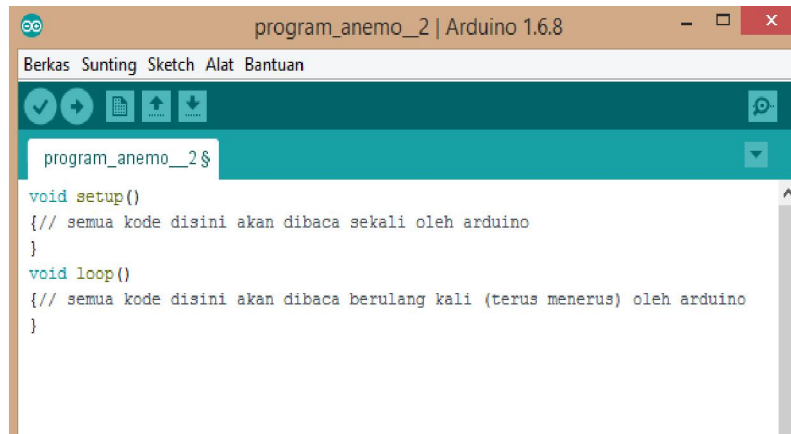 program_anemo__2 | Arduino 1.6.8
Berkas Sunting Sketch Alat Bantuan
program_anemo__2 §
void setup()
{// semua kode disini akan dibaca sekali oleh arduino
}
void loop()
{// semua kode disini akan dibaca berulang kali (terus menerus) oleh arduino
}